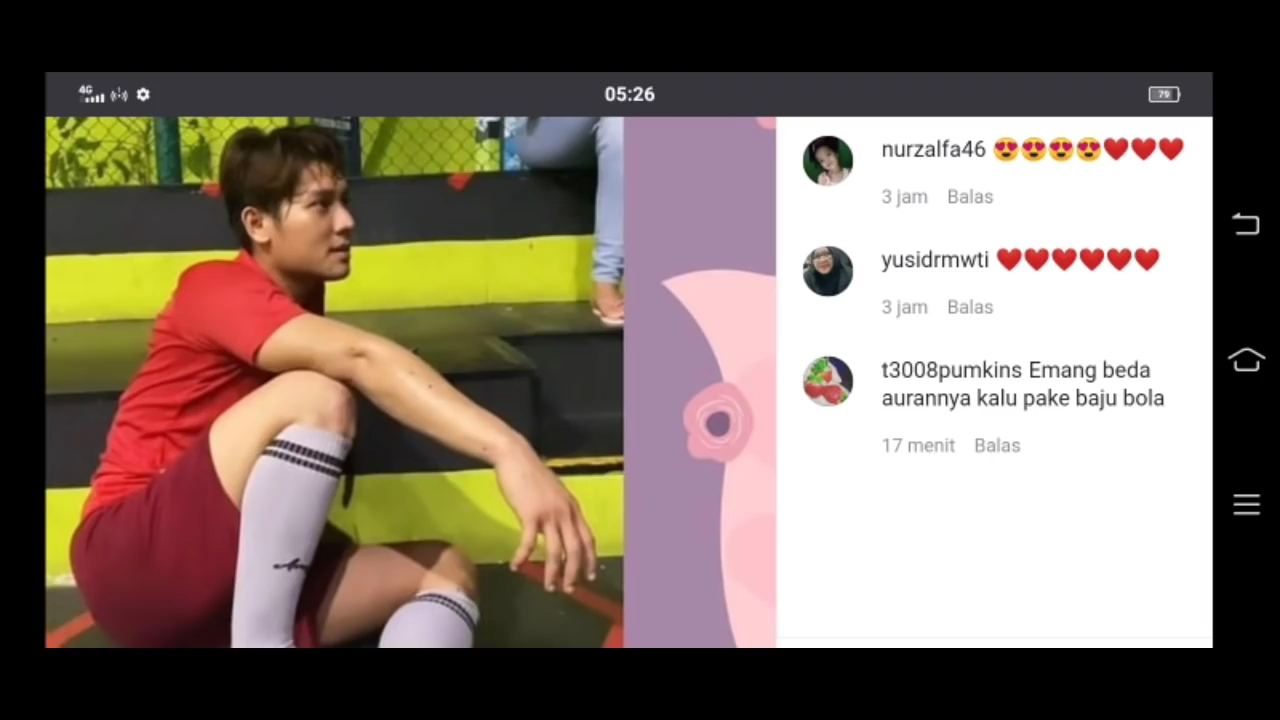 4G
05:26
79
nurzalfa46 😍😍😍😍❤️❤️❤️
3 jam Balas
yusidrmwti ❤️❤️❤️❤️❤️❤️
3 jam Balas
t3008pumkins Emang beda
aurannya kalu pake baju bola
17 menit Balas